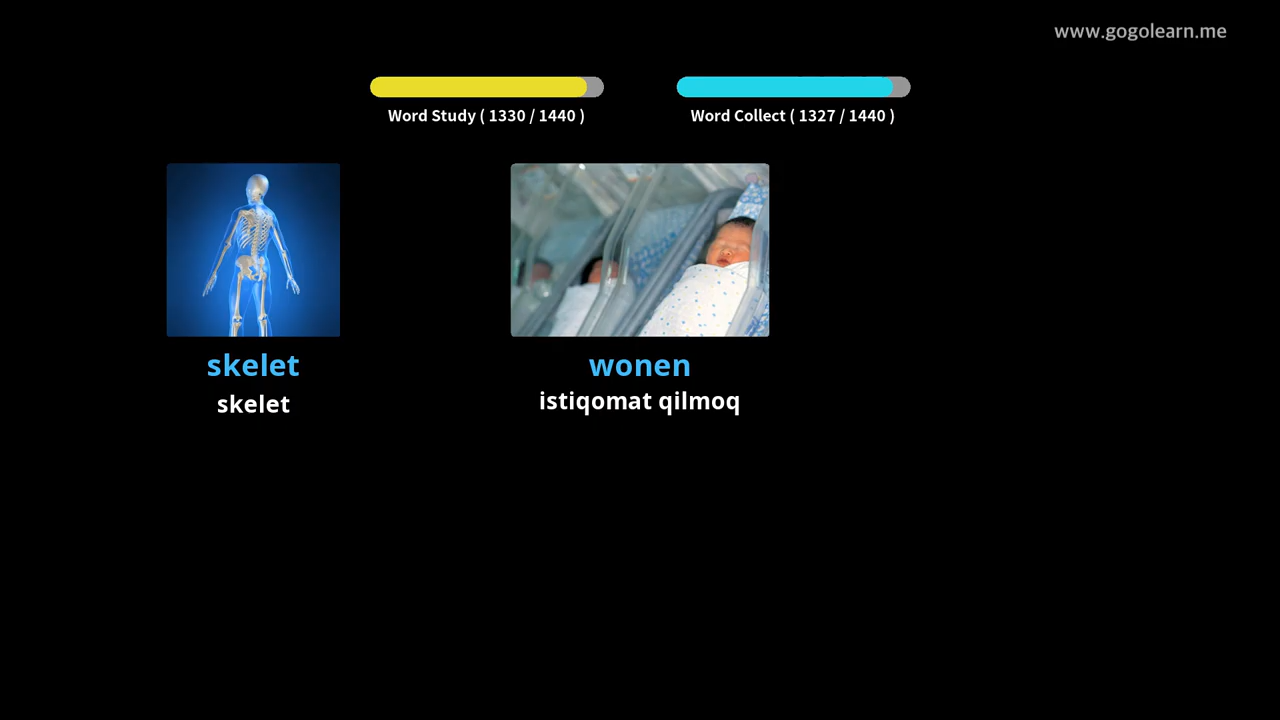 www.gogolearn.me
Word Study ( 1330 / 1440 )
Word Collect ( 1327 / 1440 )
skelet
skelet
wonen
istiqomat qilmoq